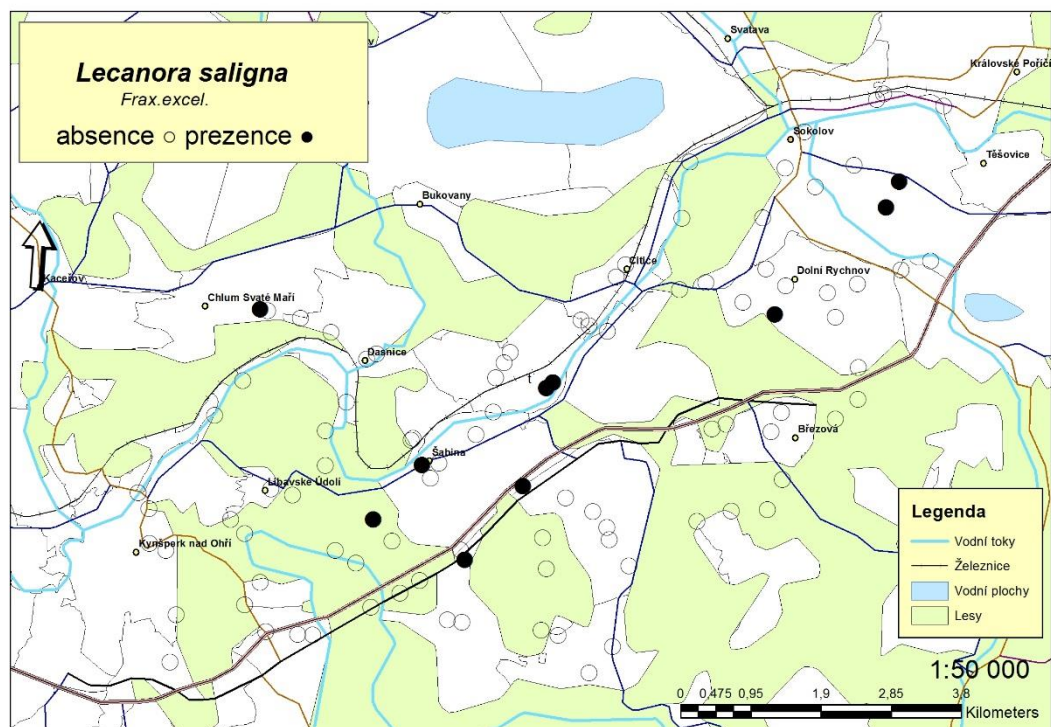 Lecanora saligna
Frax.excel.
absence ○ prezence ●
Svatava
Královské Poříčí
Sokolov
Těšovice
Bukovany
Citice
Dolní Rychnov
Kaceřov
Chlum Svaté Maří
Dasnice
t
Březová
Šabina
Libavské Údolí
Kynšperk nad Ohří
Legenda
Vodní toky
Železnice
Vodní plochy
Lesy
1:50 000
0 0,475 0,95 1,9 2,85 3,8
Kilometers